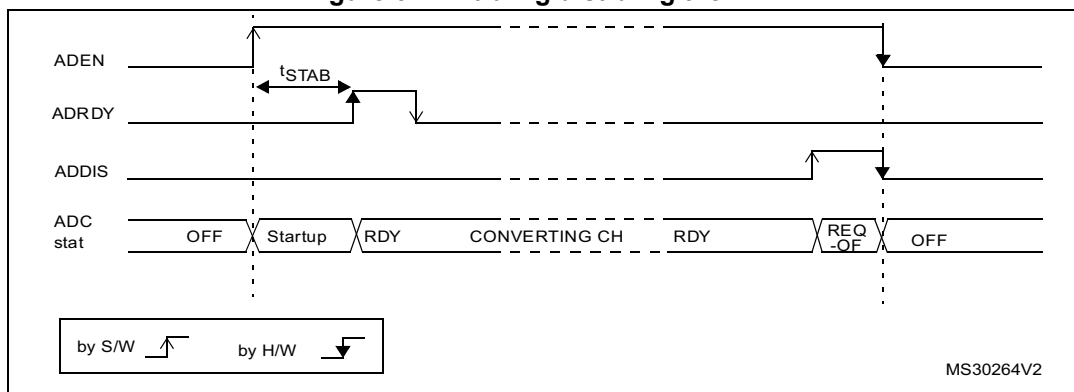 ADEN
tSTAB
ADRDY
ADDIS
ADC
stat
OFF
Startup
RDY
CONVERTING CH
RDY
REQ
-OF
OFF
by S/W
by H/W
MS30264V2